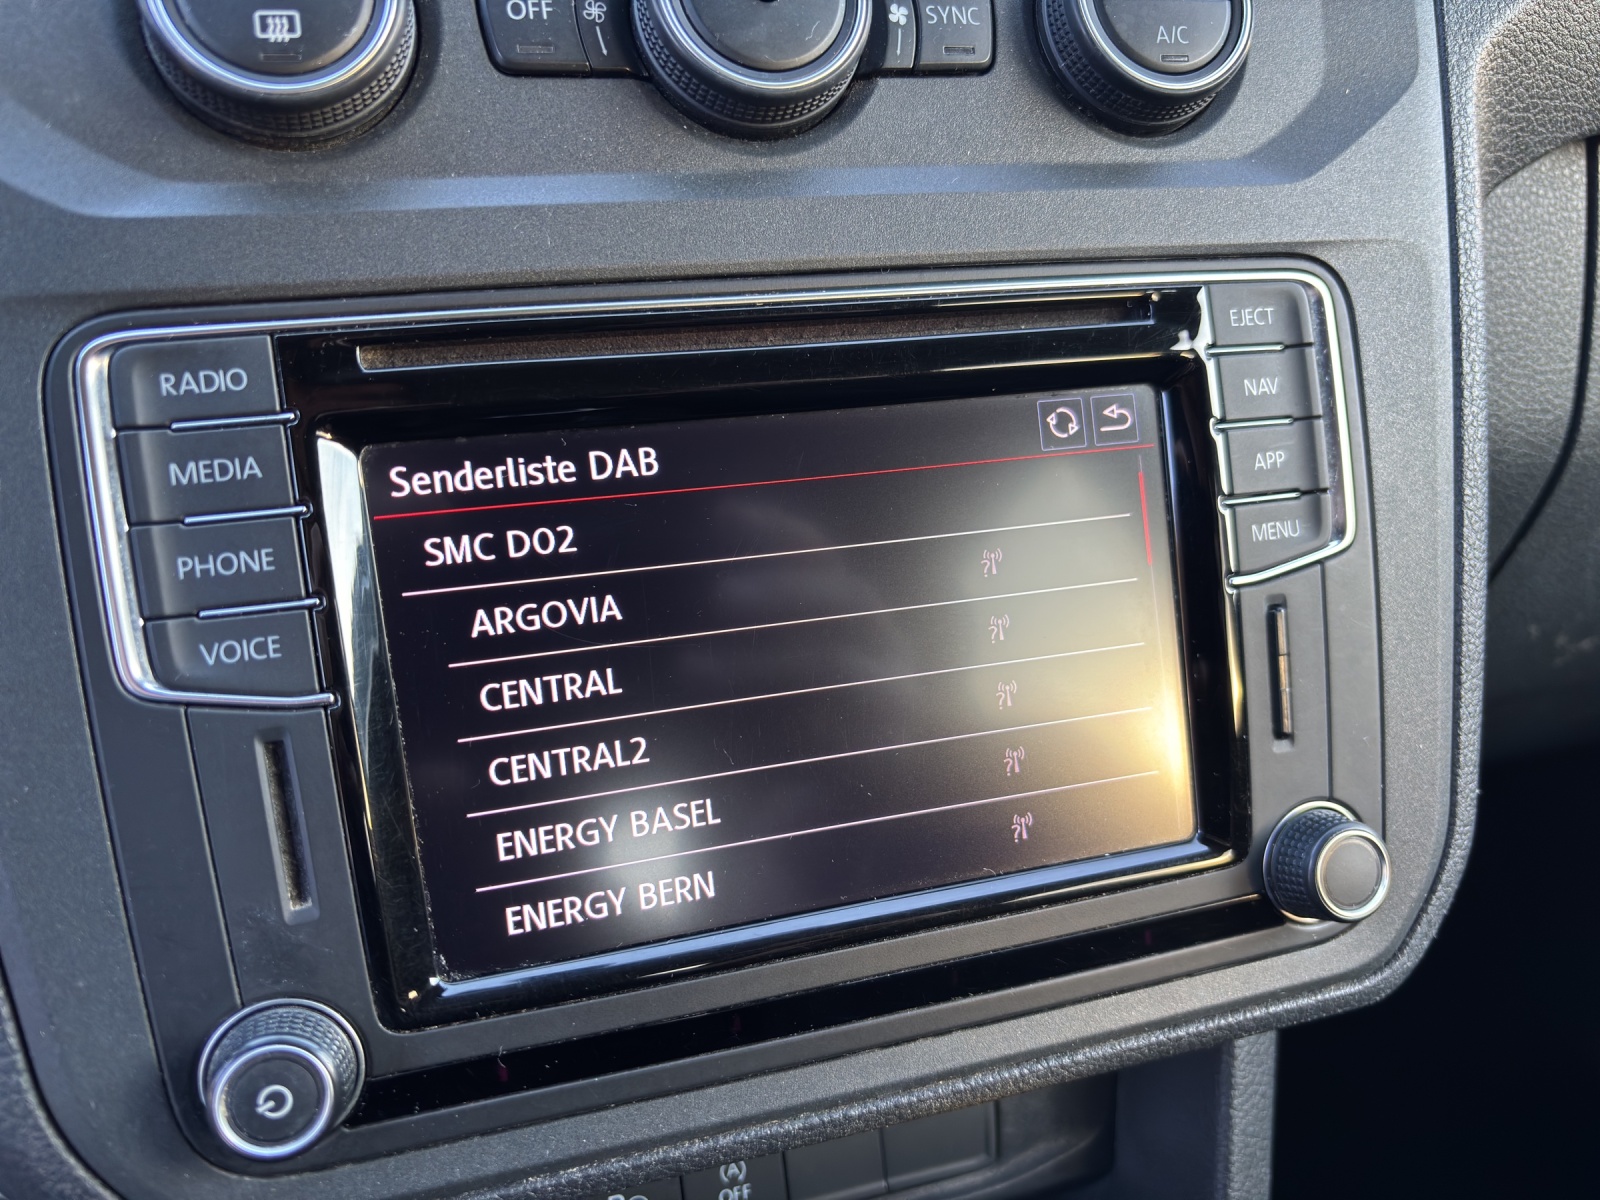 OFF
SYNC
A/C
EJECT
RADIO
NAV
MEDIA
APP
PHONE
MENU
VOICE
Senderliste DAB
SMC D02
ARGOVIA
CENTRAL
CENTRAL2
ENERGY BASEL
ENERGY BERN
(A)
OFF